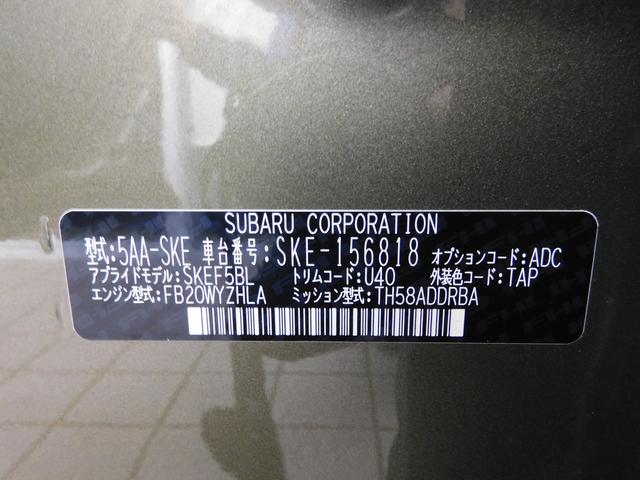 SUBARU CORPORATION
型式:5AA-SKE 車台番号:SKE-156818 オプションコード:ADC
アプライドモデル:SKEF5BL トリムコード:U40 外装色コード:TAP
エンジン型式:FB20WYZHLA ミッション型式:TH58ADDRBA